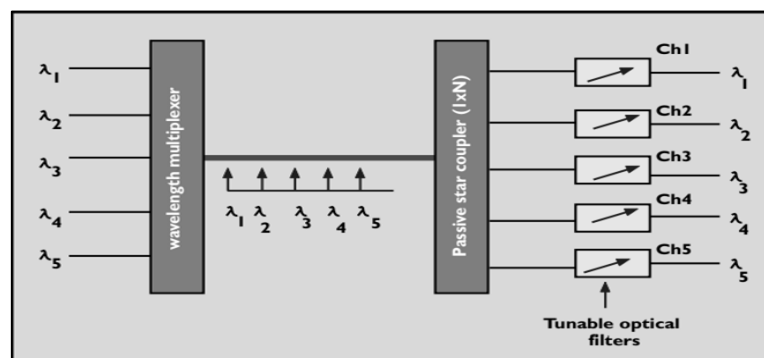 λ1
λ2
λ3
λ4
λ5
wavelength multiplexer
λ1 λ2 λ3 λ4 λ5
Passive star coupler (1xN)
Ch1
λ1
Ch2
λ2
Ch3
λ3
Ch4
λ4
Ch5
λ5
Tunable optical
filters